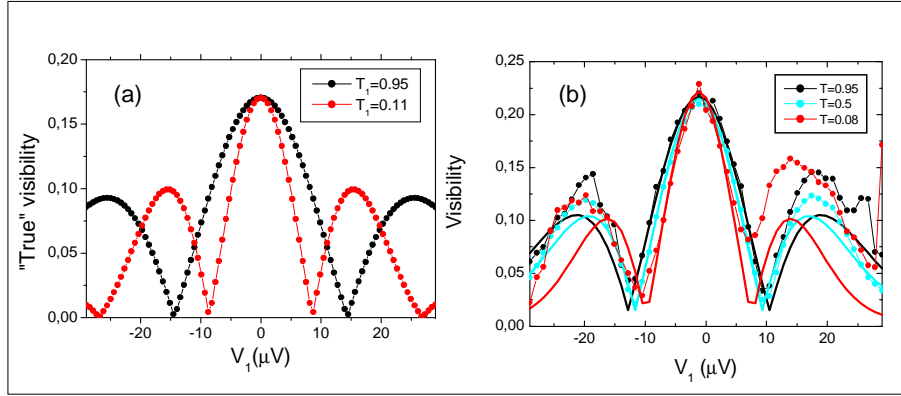 (a)
T₁=0.95
T₁=0.11
0,20
0,15
0,10
0,05
0,00
"True" visibility
-20 -10 0 10 20
V₁(μV)
(b)
T=0.95
T=0.5
T=0.08
0,25
0,20
0,15
0,10
0,05
0,00
Visibility
-20 -10 0 10 20
V₁ (μV)